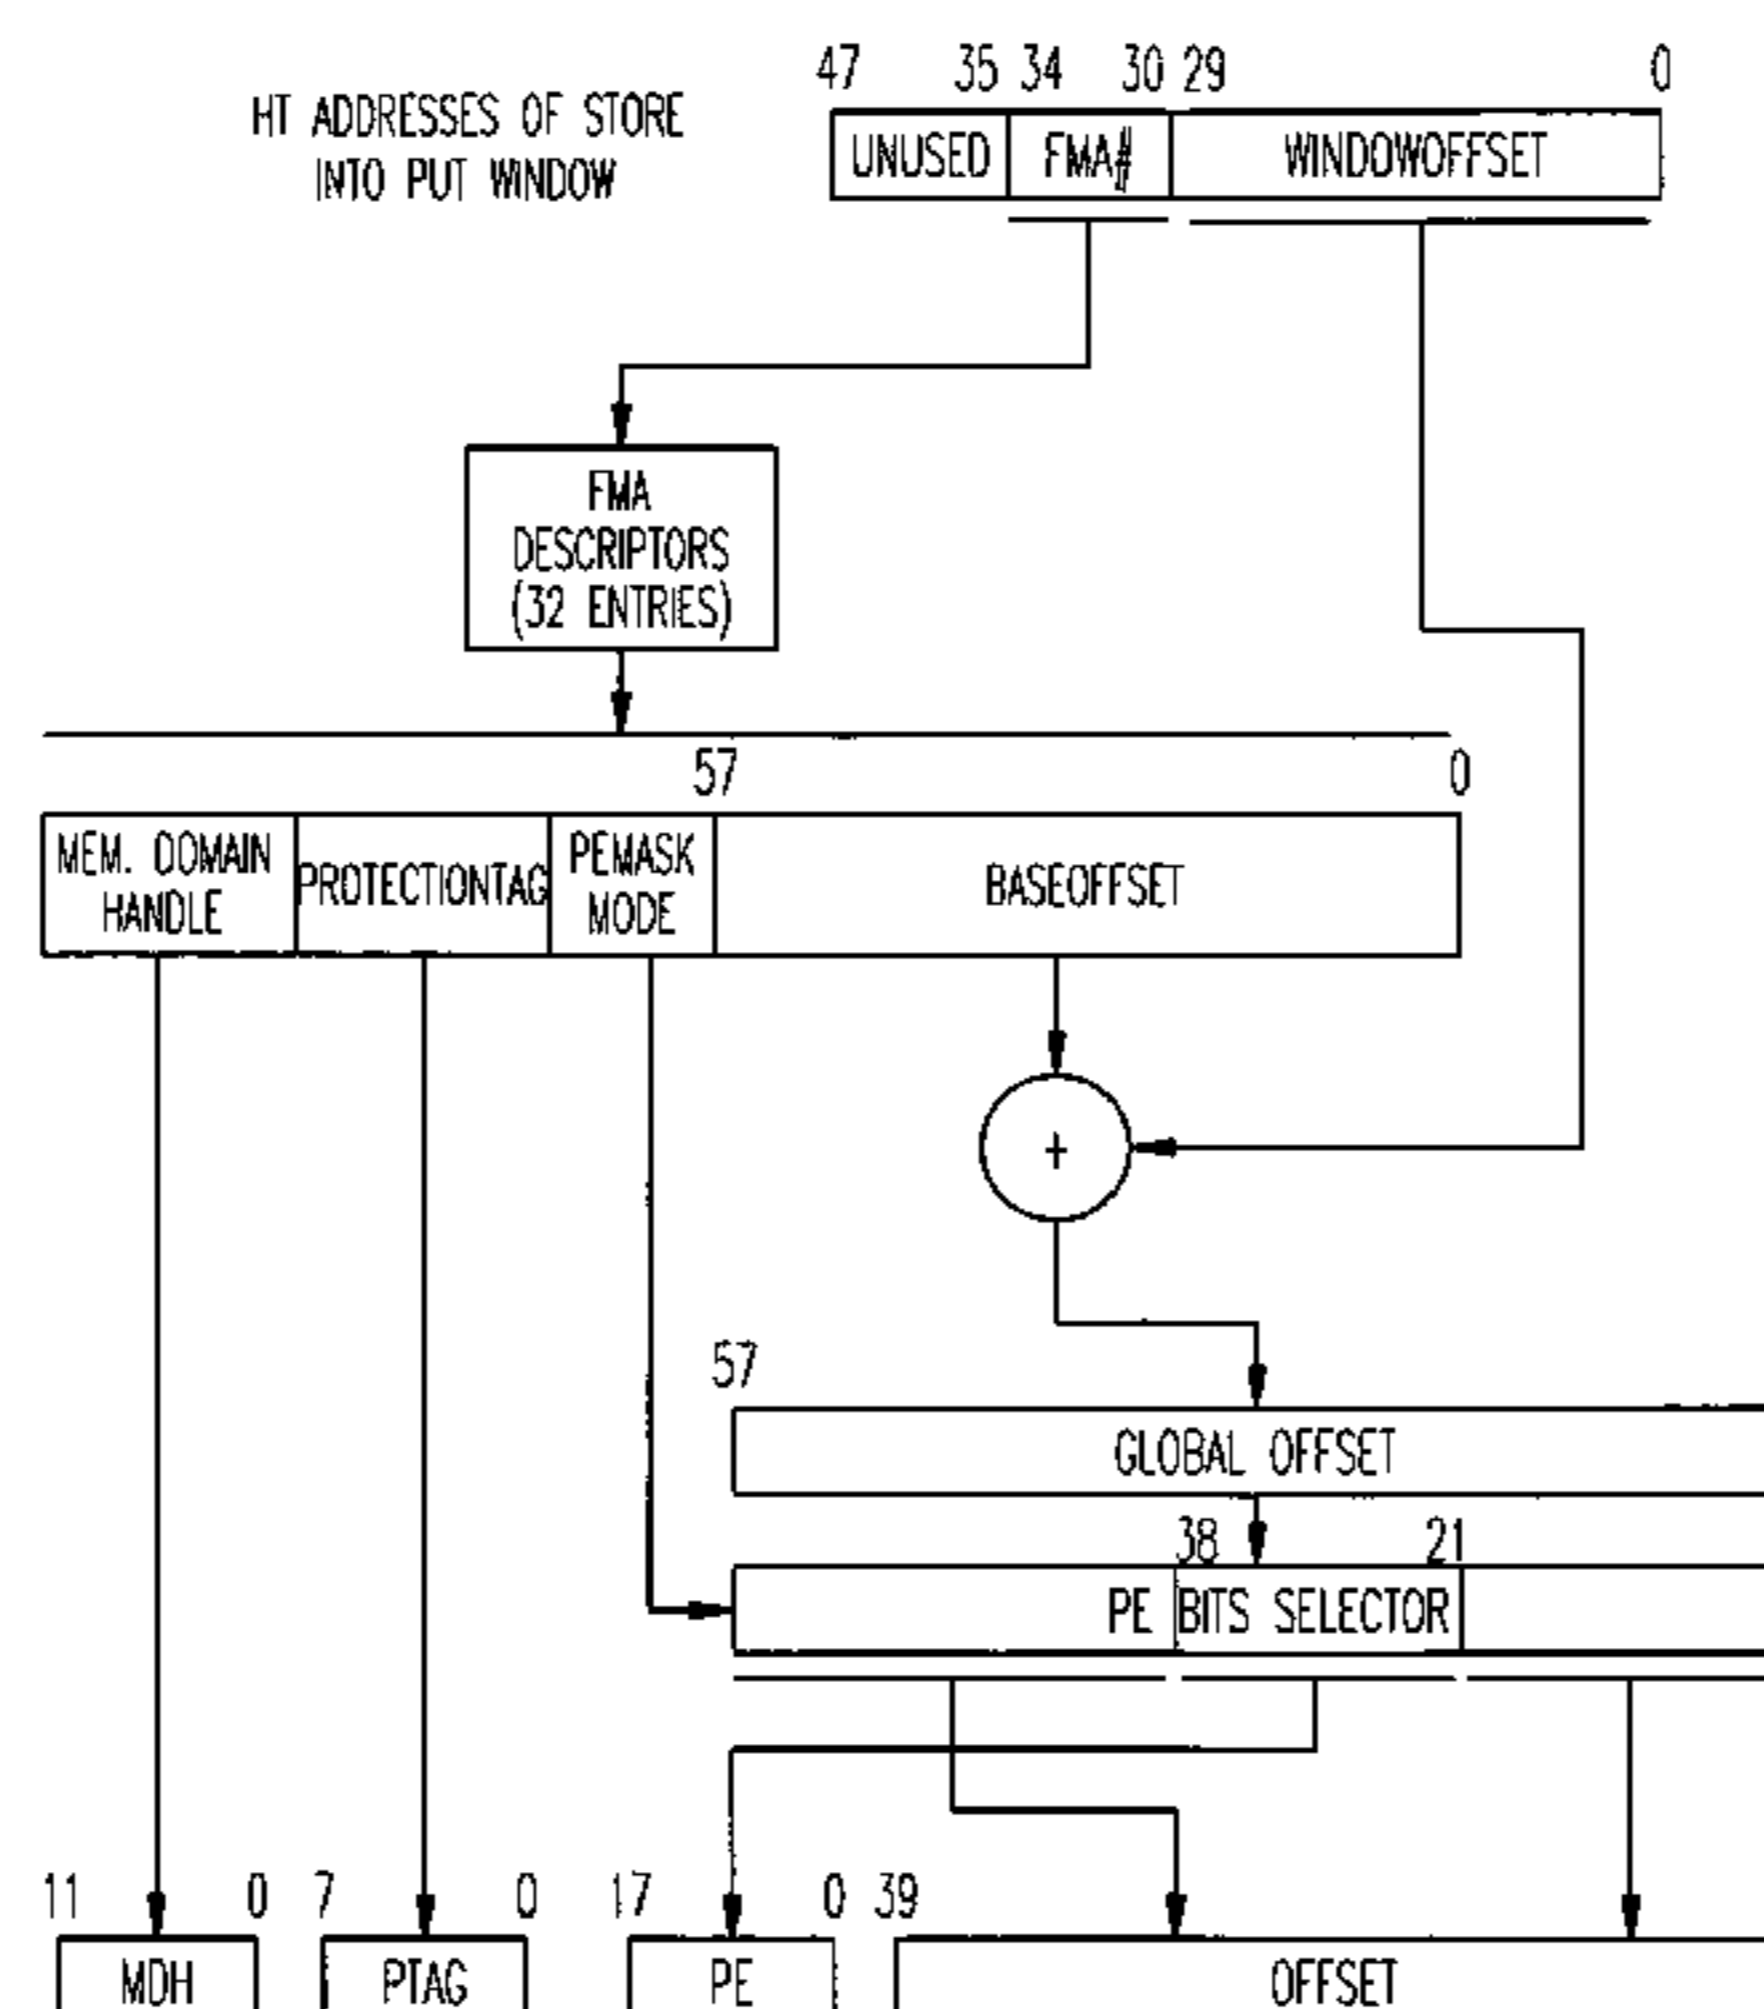 47 35 34 30 29 0
HT ADDRESSES OF STORE
INTO PUT WINDOW
UNUSED FMA# WINDOWOFFSET
FMA
DESCRIPTORS
(32 ENTRIES)
57 0
MEM. DOMAIN
HANDLE
PROTECTIONTAG
PEMASK
MODE
BASEOFFSET
+
57
GLOBAL OFFSET
38 21
PE BITS SELECTOR
11 0 7 0 17 0 39
MDH PTAG PE OFFSET